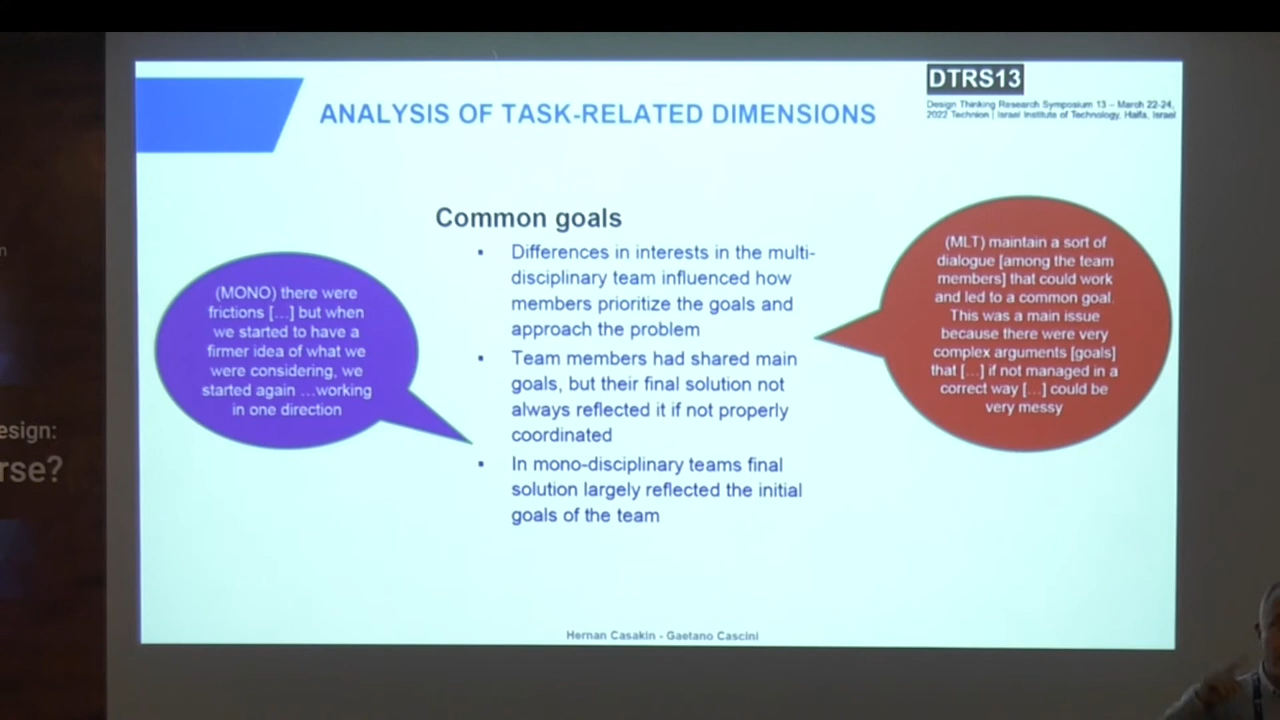 DTRS13
Design Thinking Research Symposium 13 – March 22-24,
2022 Technion | Israel Institute of Technology, Haifa, Israel
ANALYSIS OF TASK-RELATED DIMENSIONS
Common goals
▪ Differences in interests in the multi-
disciplinary team influenced how
members prioritize the goals and
approach the problem
▪ Team members had shared main
goals, but their final solution not
always reflected it if not properly
coordinated
▪ In mono-disciplinary teams final
solution largely reflected the initial
goals of the team
(MONO) there were
frictions [...] but when
we started to have a
firmer idea of what we
were considering, we
started again ...working
in one direction
(MLT) maintain a sort of
dialogue [among the team
members] that could work
and led to a common goal.
This was a main issue
because there were very
complex arguments [goals]
that [...] if not managed in a
correct way [...] could be
very messy
Hernan Casakin - Gaetano Cascini
n
esign:
rse?